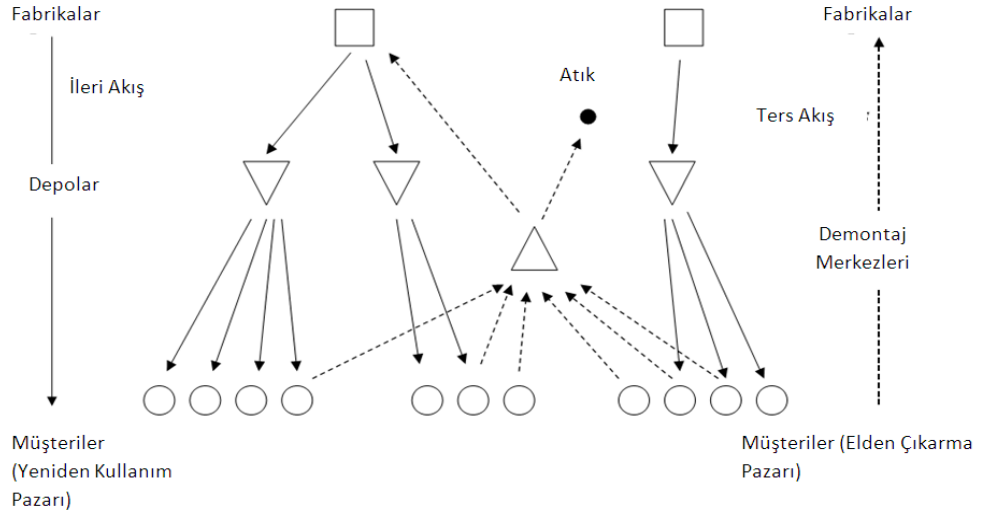 Fabrikalar
Fabrikalar
İleri Akış
Atık
Ters Akış
Depolar
Demontaj
Merkezleri
Müşteriler
(Yeniden Kullanım
Pazarı)
Müşteriler (Elden Çıkarma
Pazarı)